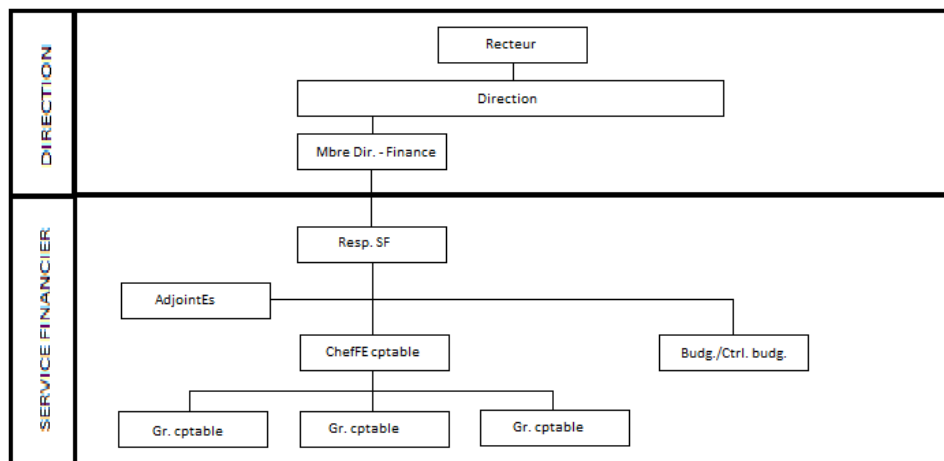 DIRECTION
Recteur
Direction
Mbre Dir. - Finance
SERVICE FINANCIER
Resp. SF
AdjointEs
ChefFE cptable
Budg./Ctrl. budg.
Gr. cptable
Gr. cptable
Gr. cptable